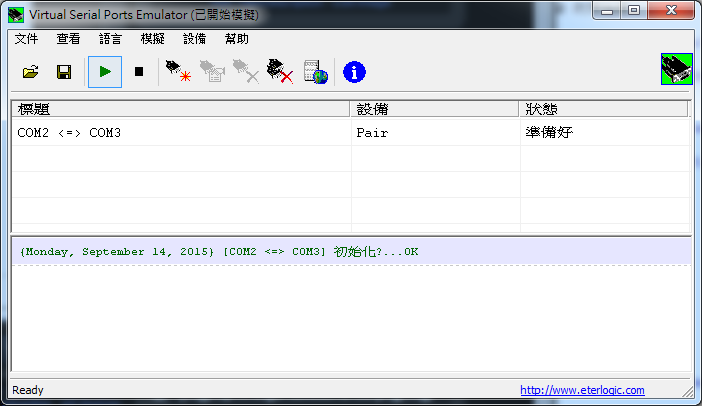 Virtual Serial Ports Emulator (已開始模擬)
文件 查看 語言 模擬 設備 幫助
標題 設備 狀態
COM2 <=> COM3 Pair 準備好
{Monday, September 14, 2015} [COM2 <=> COM3] 初始化?...OK
Ready http://www.eterlogic.com